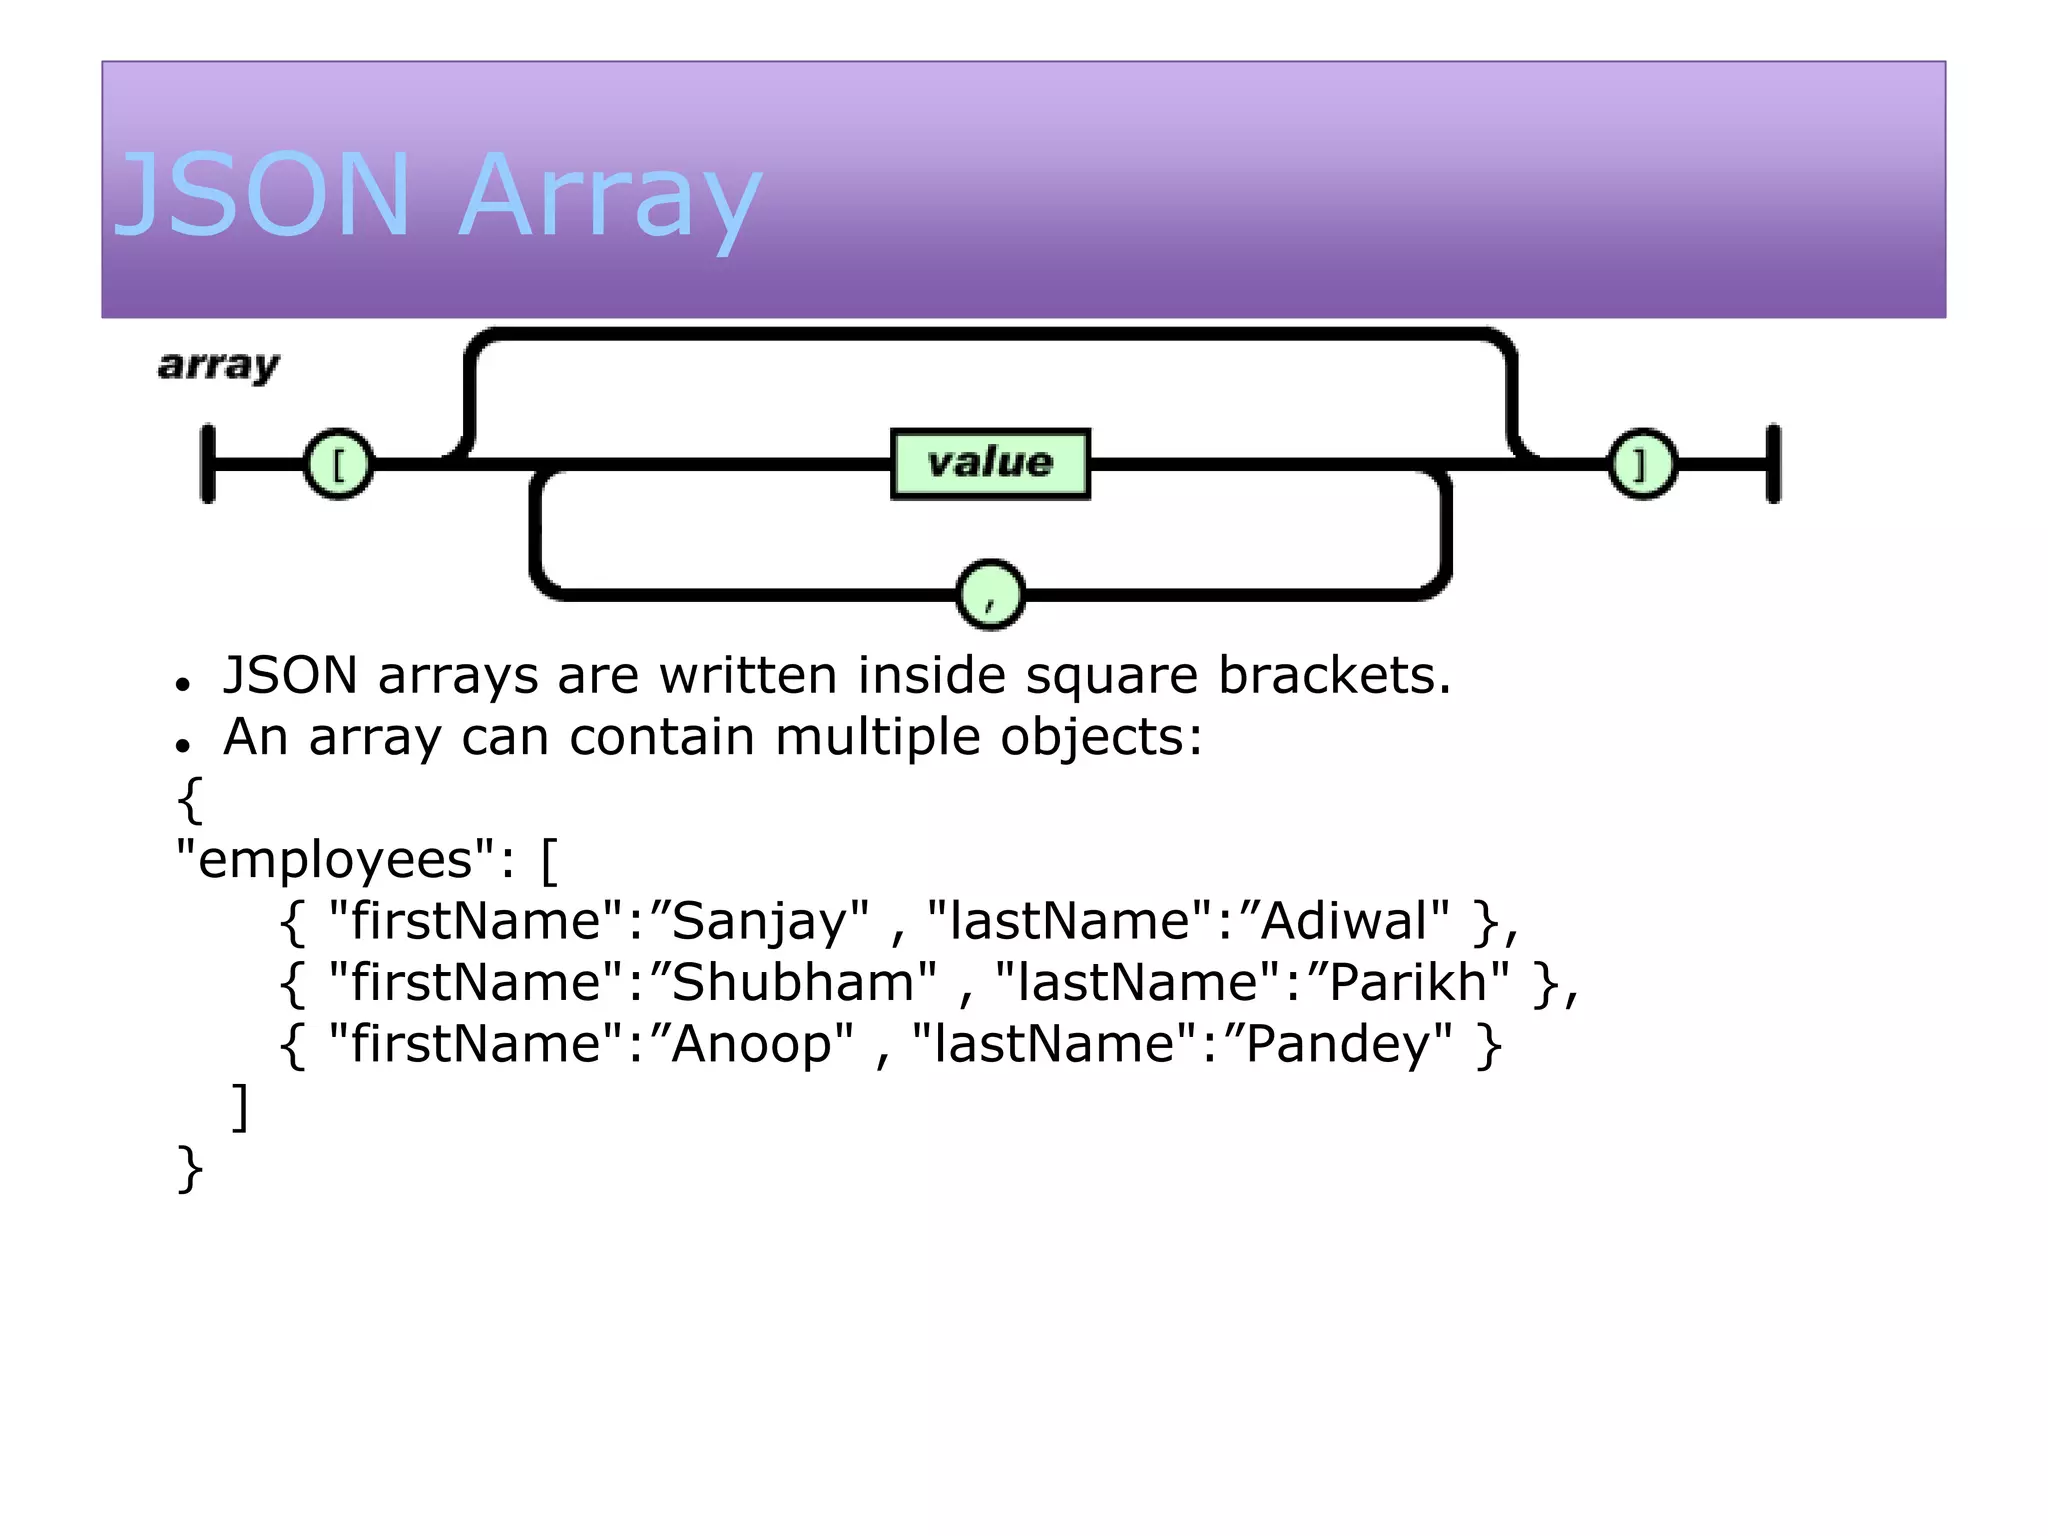 JSON Array
array
[ value ]
,
• JSON arrays are written inside square brackets.
• An array can contain multiple objects:
{
"employees": [
{ "firstName":”Sanjay" , "lastName":”Adiwal" },
{ "firstName":”Shubham" , "lastName":”Parikh" },
{ "firstName":”Anoop" , "lastName":”Pandey" }
]
}